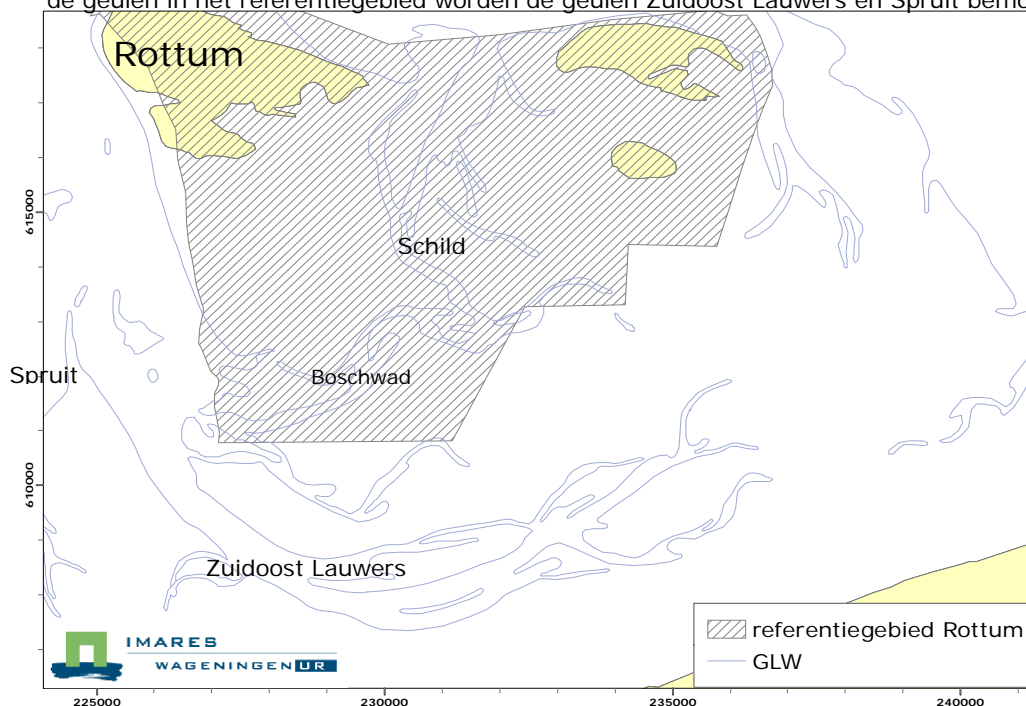 de geulen in het referentiegebied worden de geulen Zuidoost Lauwers en Spruit
Rottum
615000
Schild
Spruit
Boschwad
610000
Zuidoost Lauwers
IMARES
WAGENINGEN UR
referentiegebied Rottum
GLW
225000
230000
235000
240000